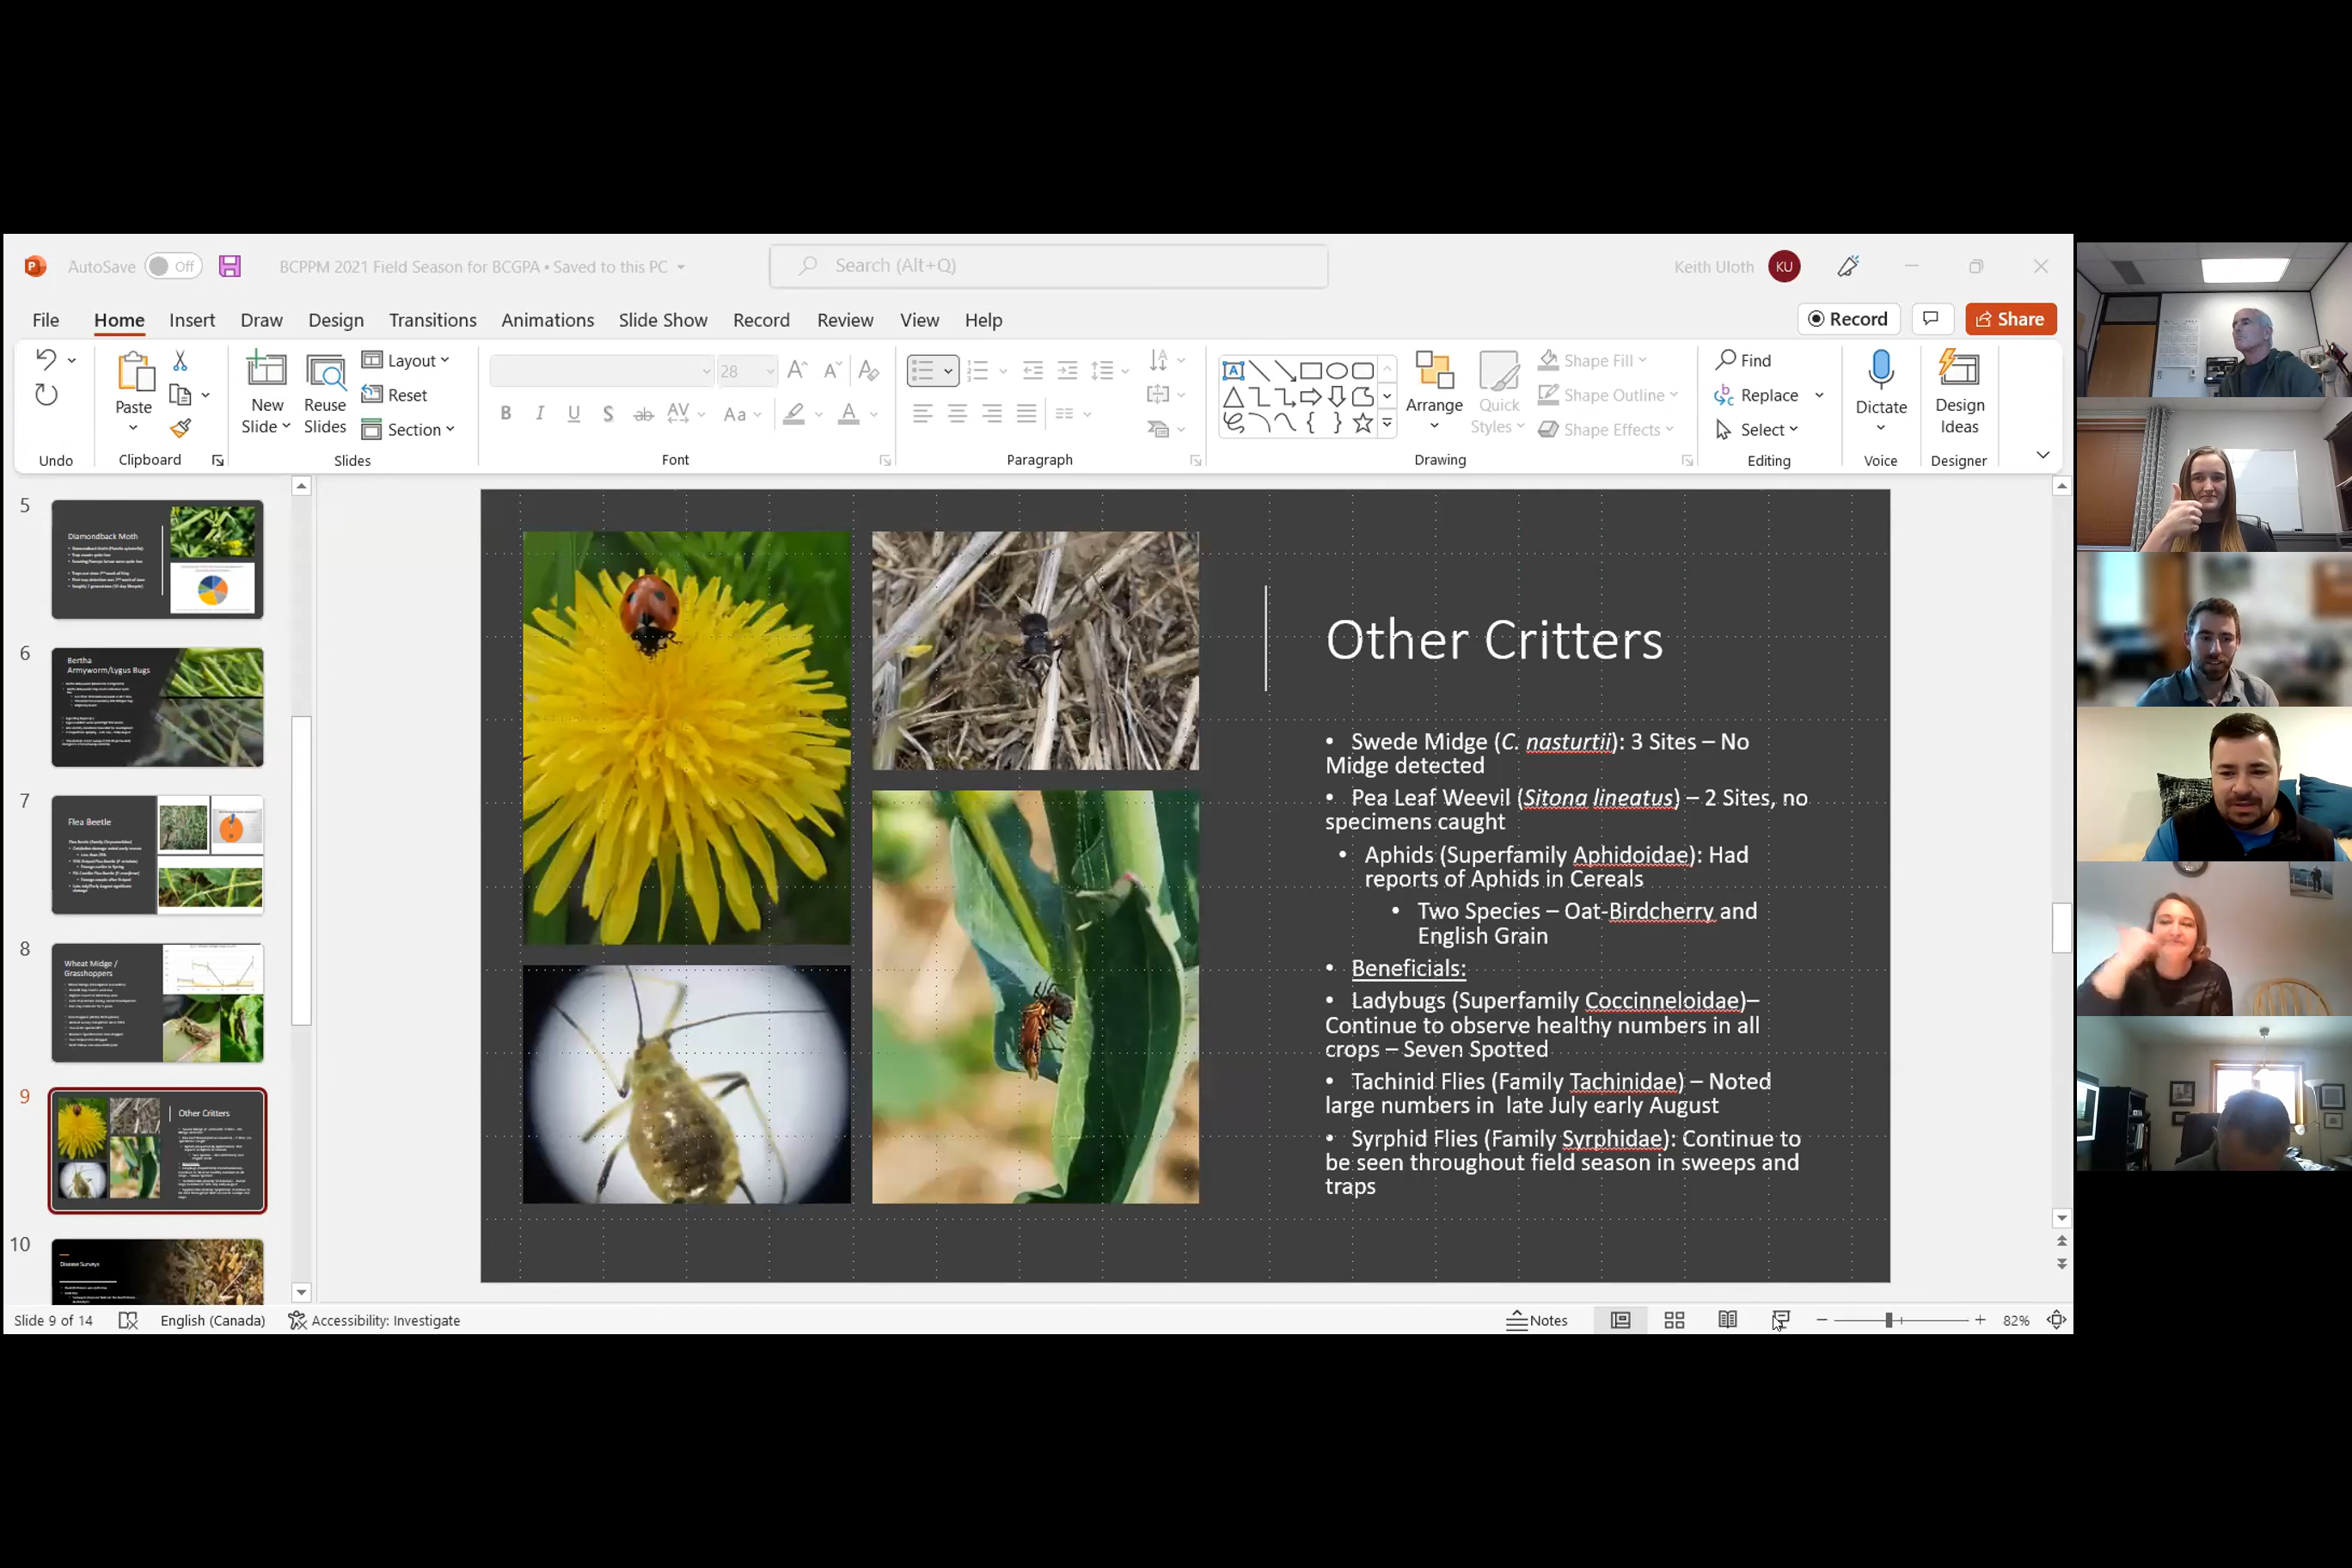 AutoSave Off BCPPM 2021 Field Season for BCGPA • Saved to this PC Search (Alt+Q) Keith Uloth KU
File Home Insert Draw Design Transitions Animations Slide Show Record Review View Help Record Share
Paste New Slide Reuse Slides Layout Reset Section
28
Arrange Quick Styles Shape Fill Shape Outline Shape Effects
Find Replace Select
Dictate Design Ideas
Undo Clipboard Slides Font Paragraph Drawing Editing Voice Designer
5
Diamondback Moth
6
Bertha
Armyworm/Lygus Bugs
7
Flea Beetle
8
Wheat Midge /
Grasshoppers
9
Other Critters
10
Disease Surveys
Other Critters
• Swede Midge (C. nasturtii): 3 Sites – No
Midge detected
• Pea Leaf Weevil (Sitona lineatus) – 2 Sites, no
specimens caught
• Aphids (Superfamily Aphidoidae): Had
reports of Aphids in Cereals
• Two Species – Oat-Birdcherry and
English Grain
• Beneficials:
• Ladybugs (Superfamily Coccinneloidae)–
Continue to observe healthy numbers in all
crops – Seven Spotted
• Tachinid Flies (Family Tachinidae) – Noted
large numbers in late July early August
• Syrphid Flies (Family Syrphidae): Continue to
be seen throughout field season in sweeps and
traps
Slide 9 of 14 English (Canada) Accessibility: Investigate Notes 82%